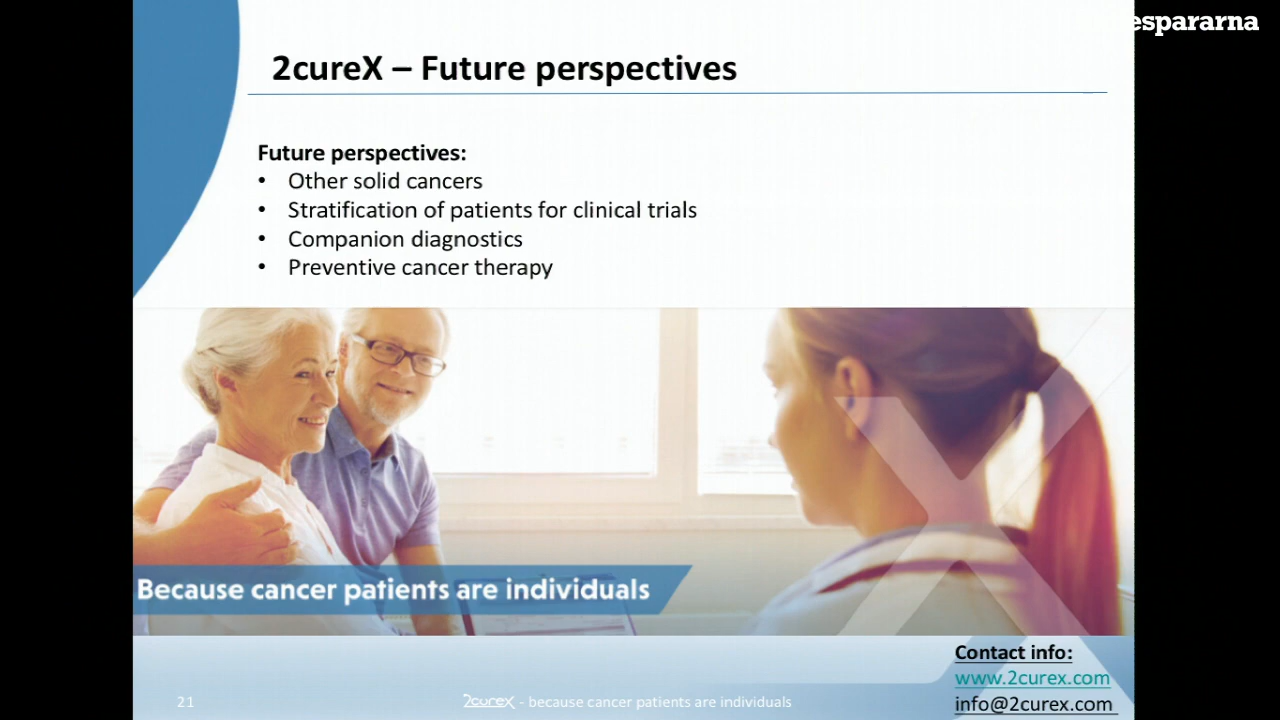 espararna
2cureX – Future perspectives
Future perspectives:
• Other solid cancers
• Stratification of patients for clinical trials
• Companion diagnostics
• Preventive cancer therapy
Because cancer patients are individuals
Contact info:
www.2curex.com
info@2curex.com
21
2cureX - because cancer patients are individuals